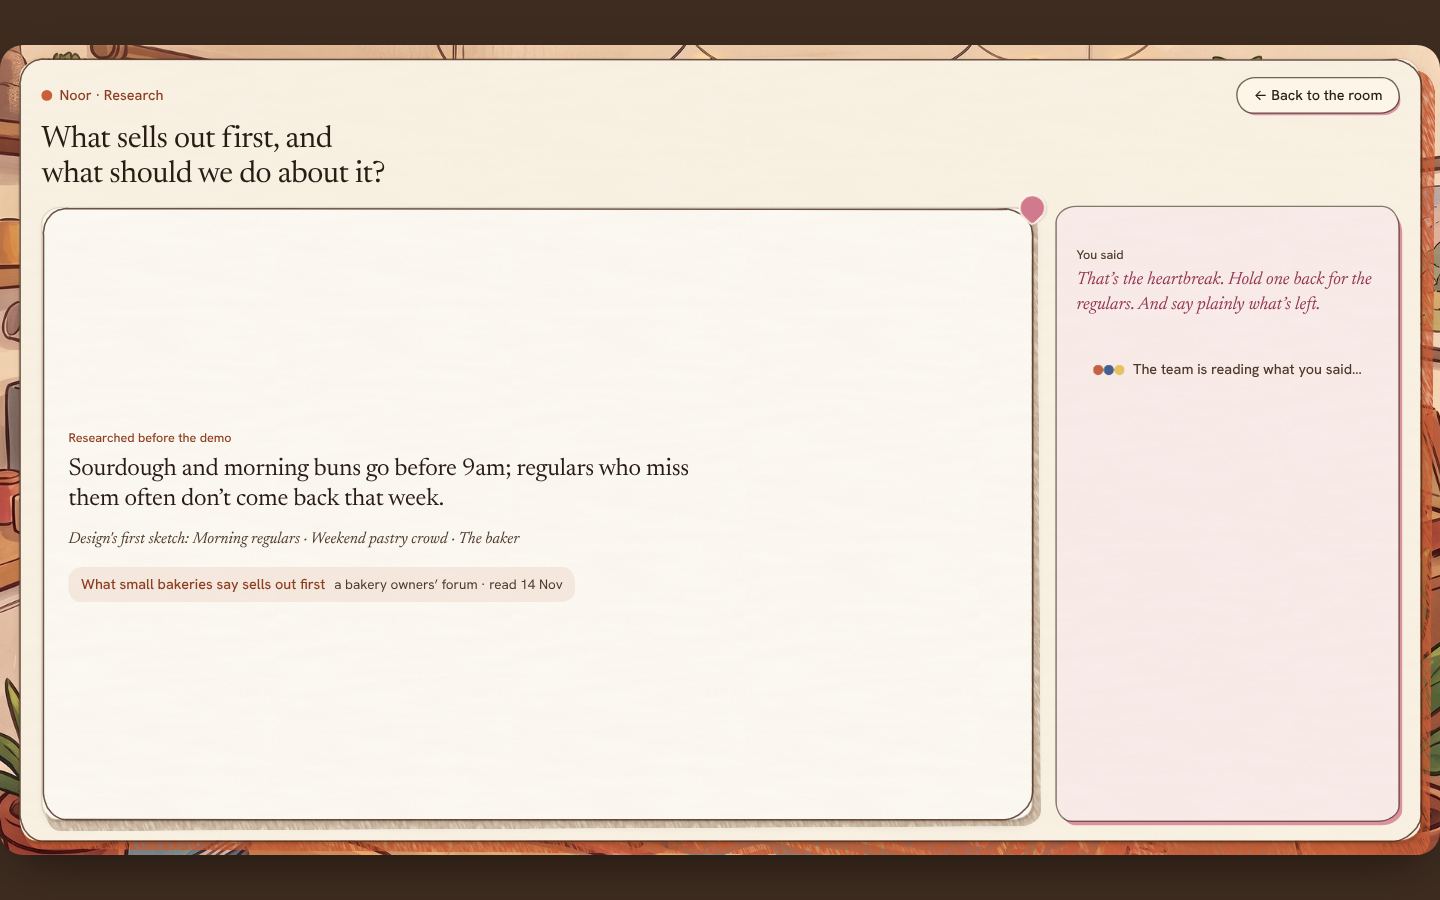 Noor · Research
← Back to the room
What sells out first, and
what should we do about it?
Researched before the demo
Sourdough and morning buns go before 9am; regulars who miss
them often don’t come back that week.
Design’s first sketch: Morning regulars · Weekend pastry crowd · The baker
What small bakeries say sells out first a bakery owners’ forum · read 14 Nov
You said
That’s the heartbreak. Hold one back for the
regulars. And say plainly what’s left.
The team is reading what you said…